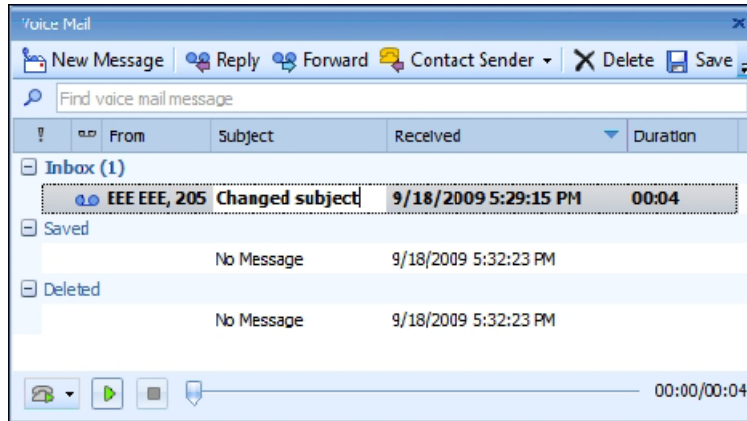 Voice Mail
New Message Reply Forward Contact Sender Delete Save
Find voice mail message
! From Subject Received Duration
Inbox (1)
EEE EEE, 205 Changed subject 9/18/2009 5:29:15 PM 00:04
Saved
No Message 9/18/2009 5:32:23 PM
Deleted
No Message 9/18/2009 5:32:23 PM
00:00/00:04